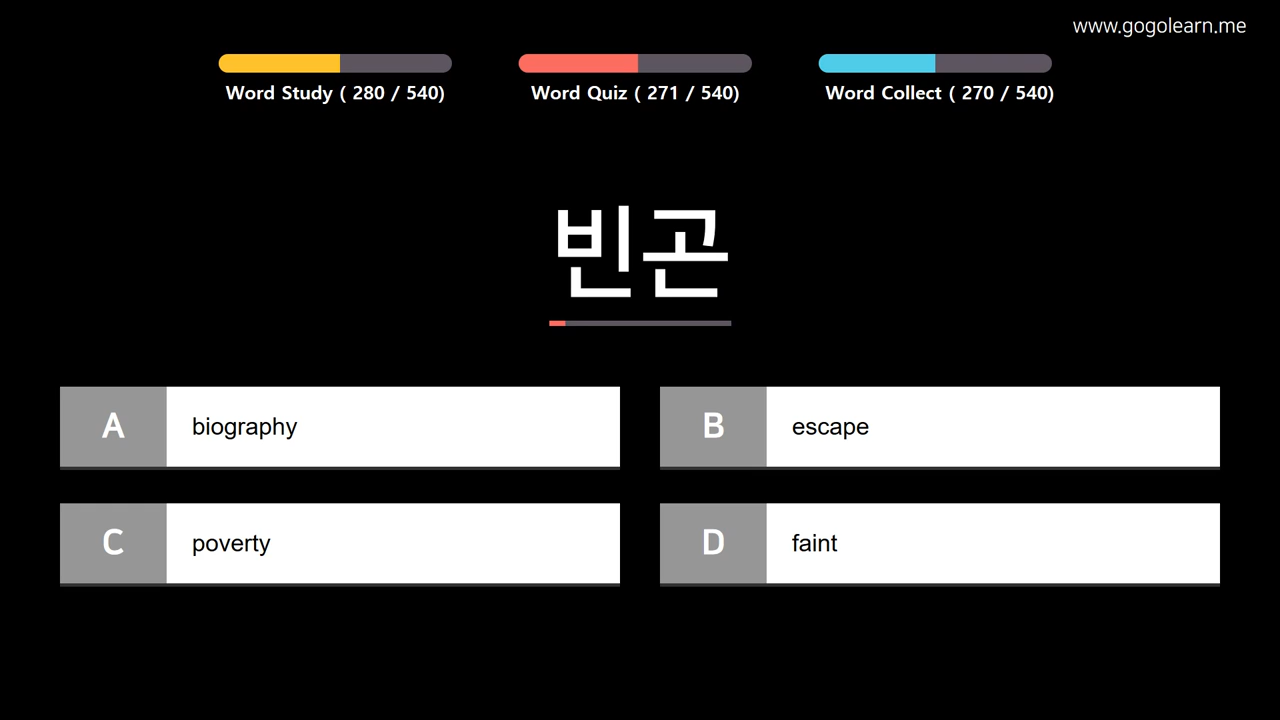 www.gogolearn.me
Word Study ( 280 / 540)
Word Quiz ( 271 / 540)
Word Collect ( 270 / 540)
빈곤
A biography
B escape
C poverty
D faint